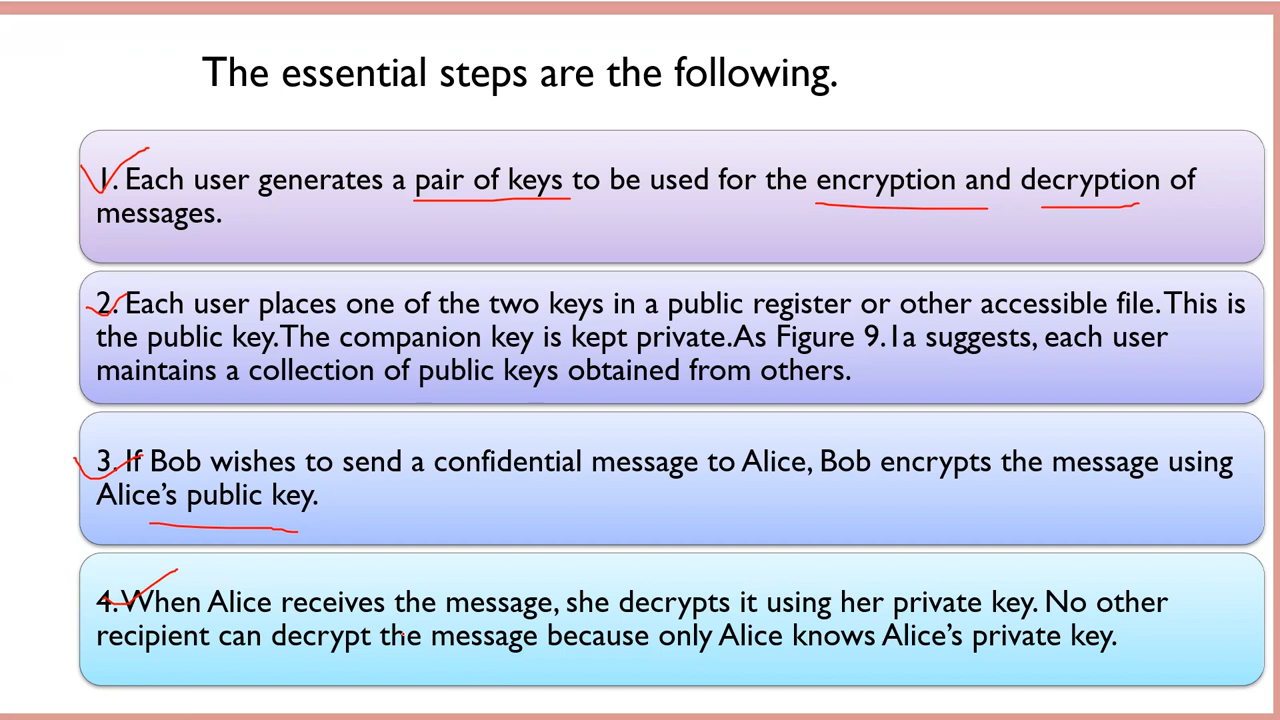 The essential steps are the following.
1. Each user generates a pair of keys to be used for the encryption and decryption of
messages.
2. Each user places one of the two keys in a public register or other accessible file. This is
the public key. The companion key is kept private. As Figure 9.1a suggests, each user
maintains a collection of public keys obtained from others.
3. If Bob wishes to send a confidential message to Alice, Bob encrypts the message using
Alice’s public key.
4. When Alice receives the message, she decrypts it using her private key. No other
recipient can decrypt the message because only Alice knows Alice’s private key.